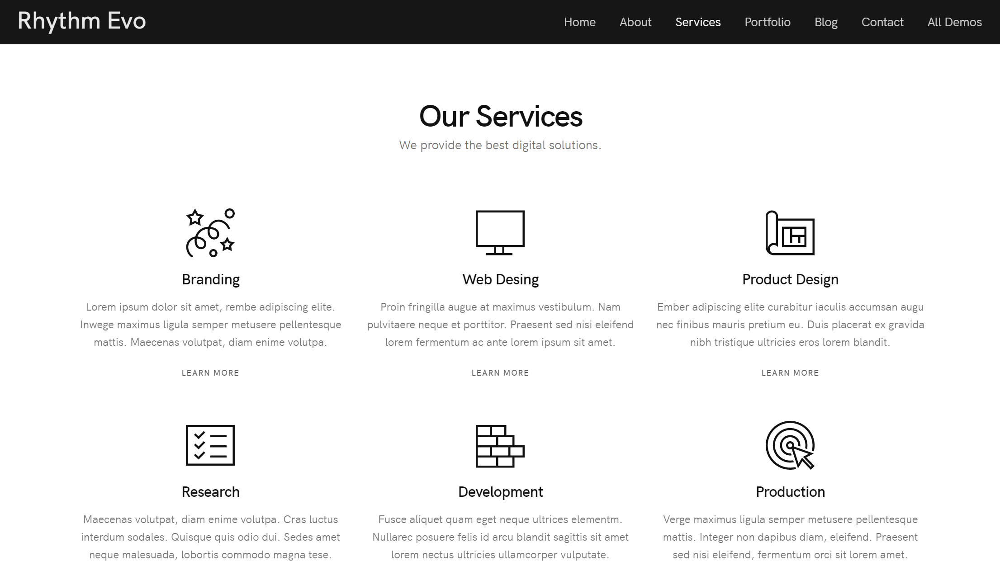 Rhythm Evo
Home About Services Portfolio Blog Contact All Demos
Our Services
We provide the best digital solutions.
Branding
Lorem ipsum dolor sit amet, rembe adipiscing elite.
Inwege maximus ligula semper metusere pellentesque
mattis. Maecenas volutpat, diam enime volutpa.
LEARN MORE
Web Desing
Proin fringilla augue at maximus vestibulum. Nam
pulvitaere neque et porttitor. Praesent sed nisi eleifend
lorem fermentum ac ante lorem ipsum sit amet.
LEARN MORE
Product Design
Ember adipiscing elite curabitur iaculis accumsan augu
nec finibus mauris pretium eu. Duis placerat ex gravida
nibh tristique ultricies eros lorem blandit.
LEARN MORE
Research
Maecenas volutpat, diam enime volutpa. Cras luctus
interdum sodales. Quisque quis odio dui. Sedes amet
neque malesuada, lobortis commodo magna tese.
Development
Fusce aliquet quam eget neque ultrices elementm.
Nullarec posuere felis id arcu blandit sagittis sit amet
lorem nectus ultricies ullamcorper vulputate.
Production
Verge maximus ligula semper metusere pellentesque
mattis. Integer non dapibus diam, eleifend. Praesent
sed nisi eleifend, fermentum orci sit lorem amet.